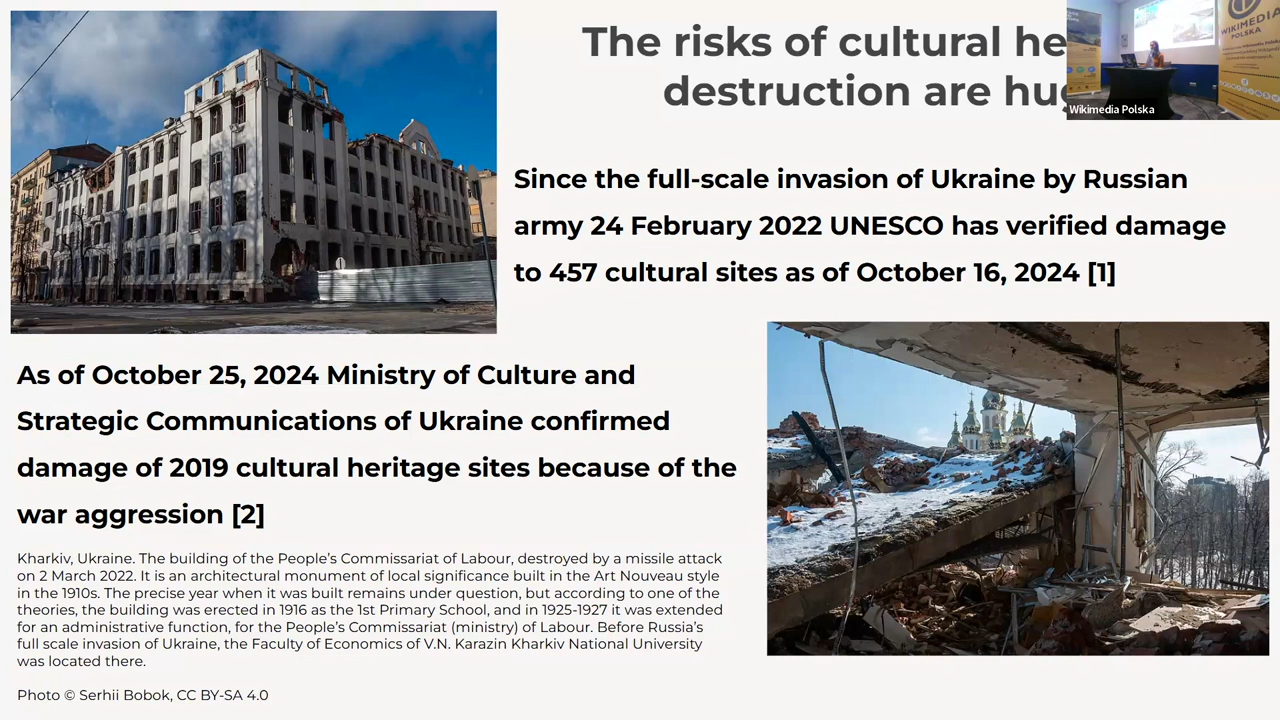 The risks of cultural he
destruction are hug
WIKIMEDIA
POLSKA
Wikimedia Polska
Since the full-scale invasion of Ukraine by Russian
army 24 February 2022 UNESCO has verified damage
to 457 cultural sites as of October 16, 2024 [1]
As of October 25, 2024 Ministry of Culture and
Strategic Communications of Ukraine confirmed
damage of 2019 cultural heritage sites because of the
war aggression [2]
Kharkiv, Ukraine. The building of the People’s Commissariat of Labour, destroyed by a missile attack
on 2 March 2022. It is an architectural monument of local significance built in the Art Nouveau style
in the 1910s. The precise year when it was built remains under question, but according to one of the
theories, the building was erected in 1916 as the 1st Primary School, and in 1925-1927 it was extended
for an administrative function, for the People’s Commissariat (ministry) of Labour. Before Russia’s
full scale invasion of Ukraine, the Faculty of Economics of V.N. Karazin Kharkiv National University
was located there.
Photo © Serhii Bobok, CC BY-SA 4.0